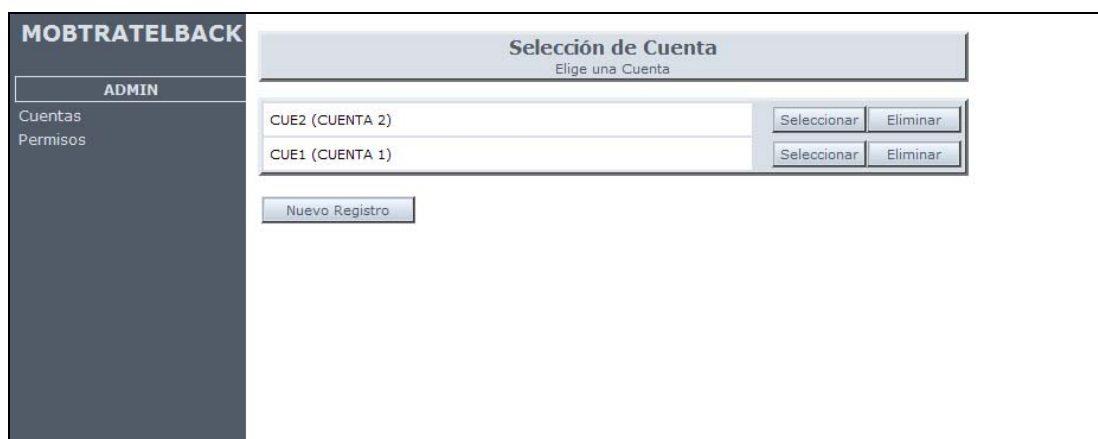 MOBTRATELBACK
ADMIN
Cuentas
Permisos
Selección de Cuenta
Elige una Cuenta
CUE2 (CUENTA 2) Seleccionar Eliminar
CUE1 (CUENTA 1) Seleccionar Eliminar
Nuevo Registro